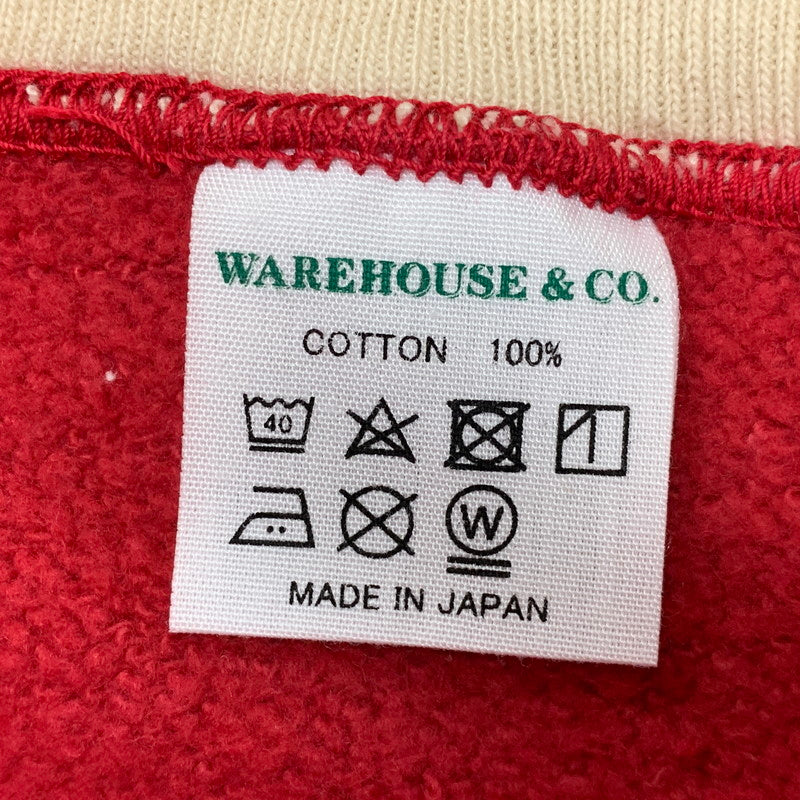 WAREHOUSE & CO.
COTTON 100%
40
W
MADE IN JAPAN